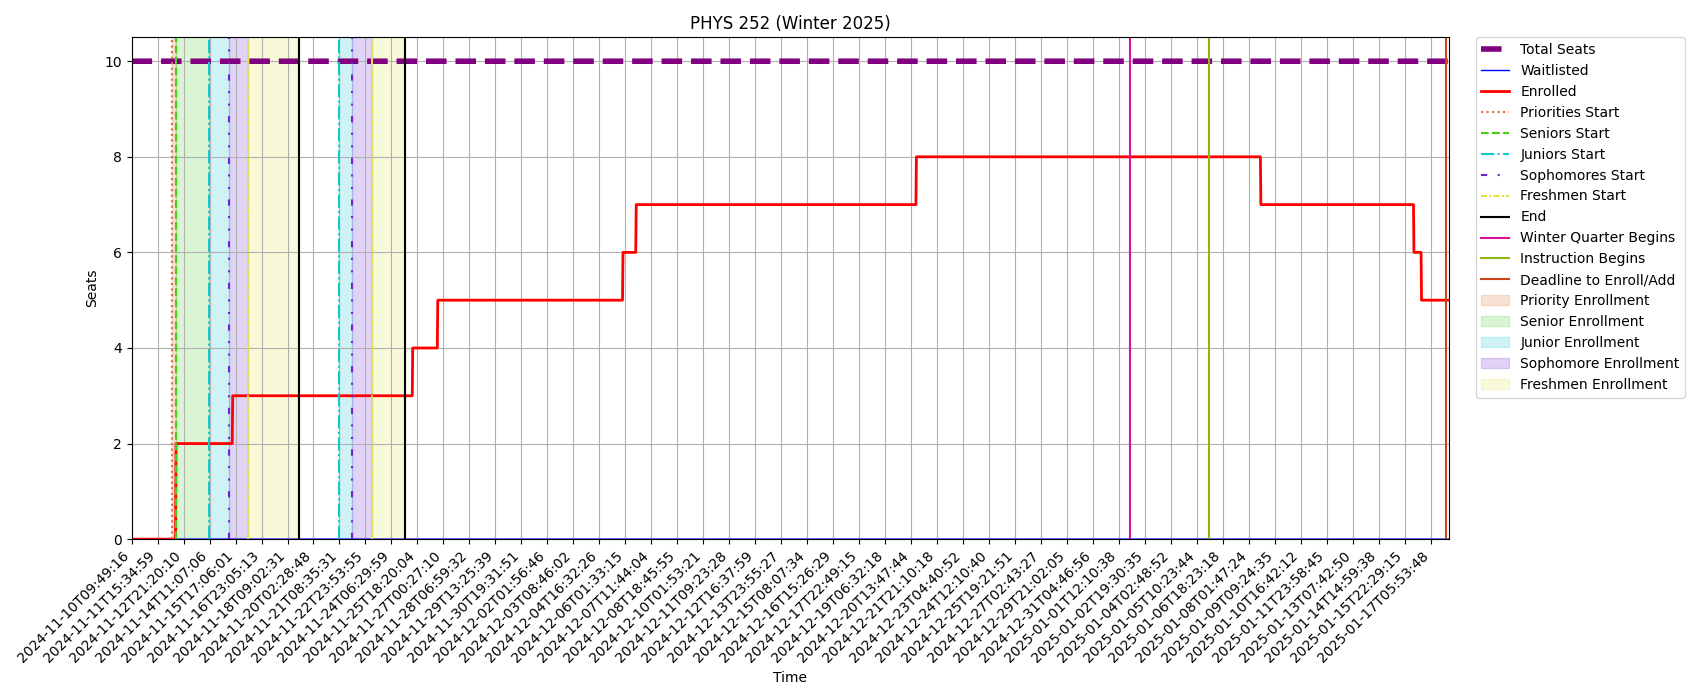 PHYS 252 (Winter 2025)
10
8
6
4
2
0
Seats
2024-11-10T09:49:16
2024-11-11T15:34:59
2024-11-12T21:20:10
2024-11-14T11:07:06
2024-11-15T17:06:01
2024-11-16T23:05:13
2024-11-18T09:02:31
2024-11-20T02:28:48
2024-11-21T08:35:31
2024-11-22T23:53:55
2024-11-24T06:29:59
2024-11-25T18:20:04
2024-11-27T00:27:10
2024-11-28T06:59:32
2024-11-29T13:25:39
2024-11-30T19:31:51
2024-12-02T01:56:46
2024-12-03T08:46:02
2024-12-04T16:32:26
2024-12-06T01:33:15
2024-12-07T11:44:04
2024-12-08T18:45:55
2024-12-10T01:53:21
2024-12-11T09:23:28
2024-12-12T16:37:59
2024-12-13T23:55:27
2024-12-15T08:07:34
2024-12-16T15:26:29
2024-12-17T22:49:15
2024-12-19T06:32:18
2024-12-20T13:47:44
2024-12-21T21:10:18
2024-12-23T04:40:52
2024-12-24T12:10:40
2024-12-25T19:21:51
2024-12-27T02:43:27
2024-12-29T21:02:05
2024-12-31T04:46:56
2025-01-01T12:10:38
2025-01-02T19:30:35
2025-01-04T02:48:52
2025-01-05T10:23:44
2025-01-06T18:23:18
2025-01-08T01:47:24
2025-01-09T09:24:35
2025-01-10T16:42:12
2025-01-11T23:58:45
2025-01-13T07:42:50
2025-01-14T14:59:38
2025-01-15T22:29:15
2025-01-17T05:53:48
Time
Total Seats
Waitlisted
Enrolled
Priorities Start
Seniors Start
Juniors Start
Sophomores Start
Freshmen Start
End
Winter Quarter Begins
Instruction Begins
Deadline to Enroll/Add
Priority Enrollment
Senior Enrollment
Junior Enrollment
Sophomore Enrollment
Freshmen Enrollment